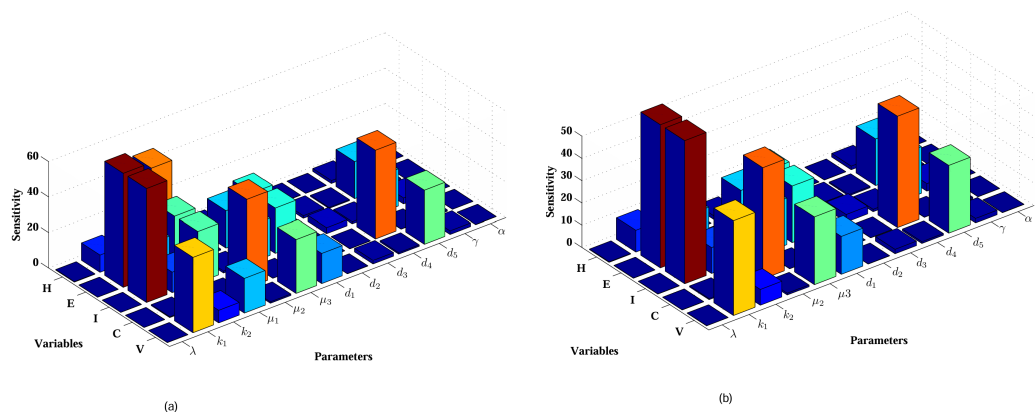 60
40
20
0
Sensitivity
H
E
I
C
V
Variables
λ
k₁
k₂
μ₁
μ₂
μ₃
d₁
d₂
d₃
d₄
d₅
γ
α
Parameters
(a)
50
40
30
20
10
0
Sensitivity
H
E
I
C
V
Variables
λ
k₁
k₂
μ₂
μ3
d₁
d₂
d₃
d₄
d₅
γ
α
Parameters
(b)